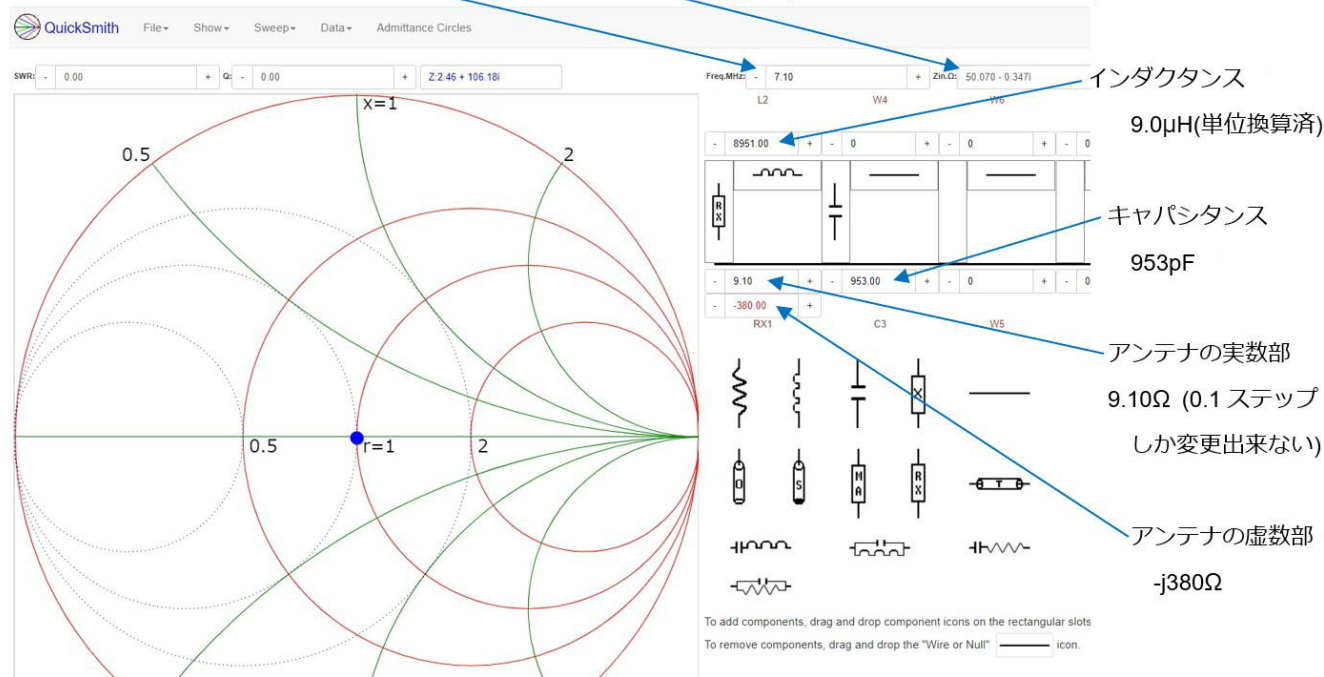 QuickSmith File Show Sweep Data Admittance Circles
SWR: - 0.00 + Q: - 0.00 + Z:2.46 + 106.18i
Freq.MHz: - 7.10 + Zin.Ω: 50.070 - 0.347i
L2 W4 W6
- 8951.00 + - 0 + - 0 + - 0
R
X
- 9.10 + - 953.00 + - 0 + - 0
- -380.00 +
RX1 C3 W5
x=1
0.5
2
0.5
r=1
2
X
O S M
A R
X T
To add components, drag and drop component icons on the rectangular slots
To remove components, drag and drop the "Wire or Null" icon.
インダクタンス
9.0μH(単位換算済)
キャパシタンス
953pF
アンテナの実数部
9.10Ω (0.1 ステップ
しか変更出来ない)
アンテナの虚数部
-j380Ω